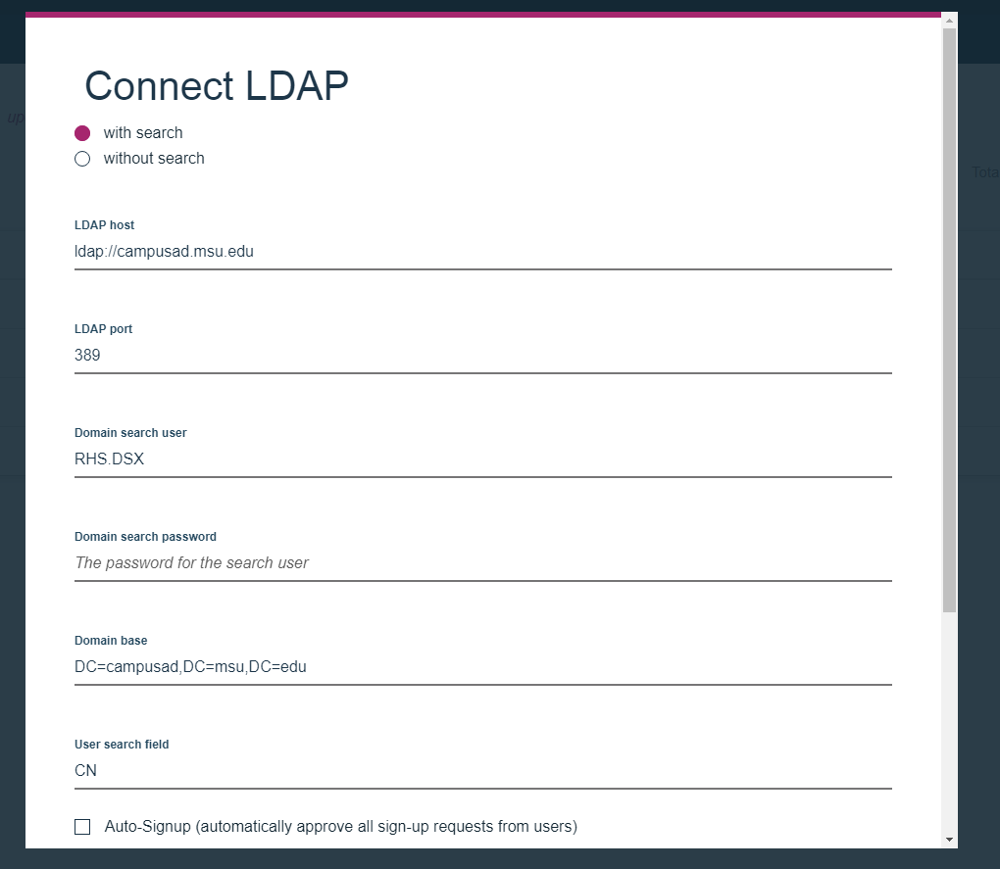 Connect LDAP
with search
without search
up
Tota
LDAP host
ldap://campusad.msu.edu
LDAP port
389
Domain search user
RHS.DSX
Domain search password
The password for the search user
Domain base
DC=campusad,DC=msu,DC=edu
User search field
CN
Auto-Signup (automatically approve all sign-up requests from users)